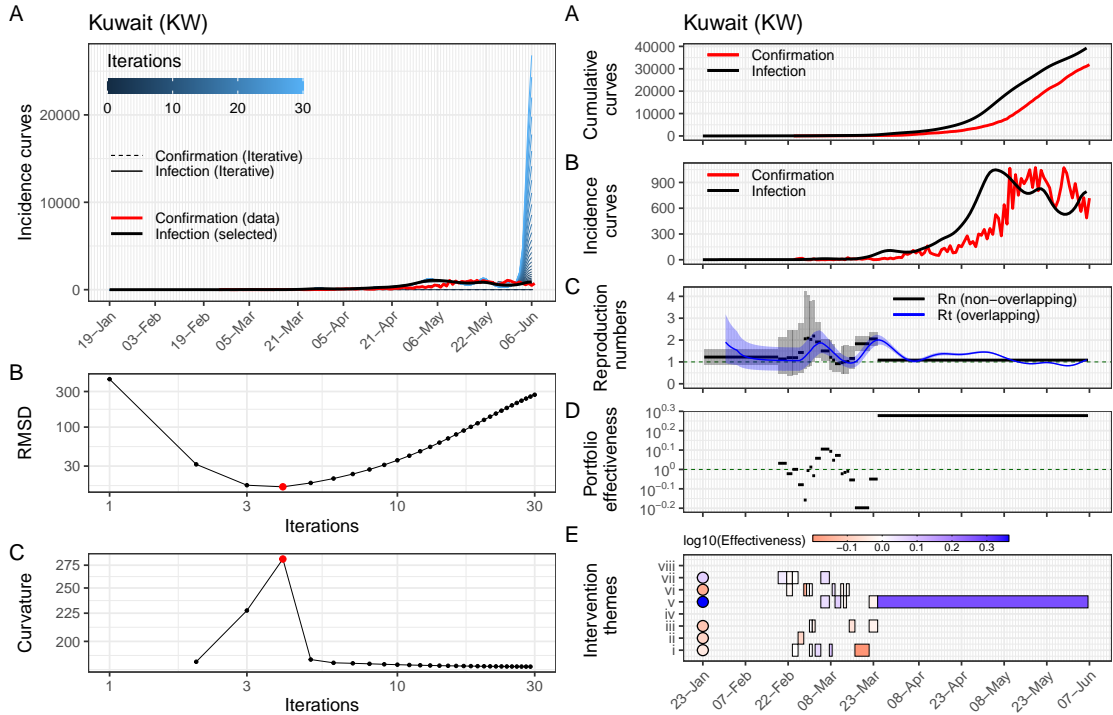 A
Kuwait (KW)
Iterations
0 10 20 30
Confirmation (Iterative)
Infection (Iterative)
Confirmation (data)
Infection (selected)
Incidence curves
20000
10000
0
19−Jan 03−Feb 19−Feb 05−Mar 21−Mar 05−Apr 21−Apr 06−May 22−May 06−Jun
B
RMSD
300
100
30
1 3 10 30
Iterations
C
Curvature
275
250
225
200
1 3 10 30
Iterations
A
Kuwait (KW)
Cumulative
curves
40000
30000
20000
10000
0
Confirmation
Infection
B
Incidence
curves
900
600
300
0
Confirmation
Infection
C
Reproduction
numbers
4
3
2
1
0
Rn (non−overlapping)
Rt (overlapping)
D
Portfolio
effectiveness
10^0.3
10^0.2
10^0.1
10^0
10^−0.1
10^−0.2
E
log10(Effectiveness)
−0.1 0.0 0.1 0.2 0.3
Intervention
themes
viii
vii
vi
v
iv
iii
ii
i
23−Jan 07−Feb 22−Feb 08−Mar 23−Mar 08−Apr 23−Apr 08−May 23−May 07−Jun